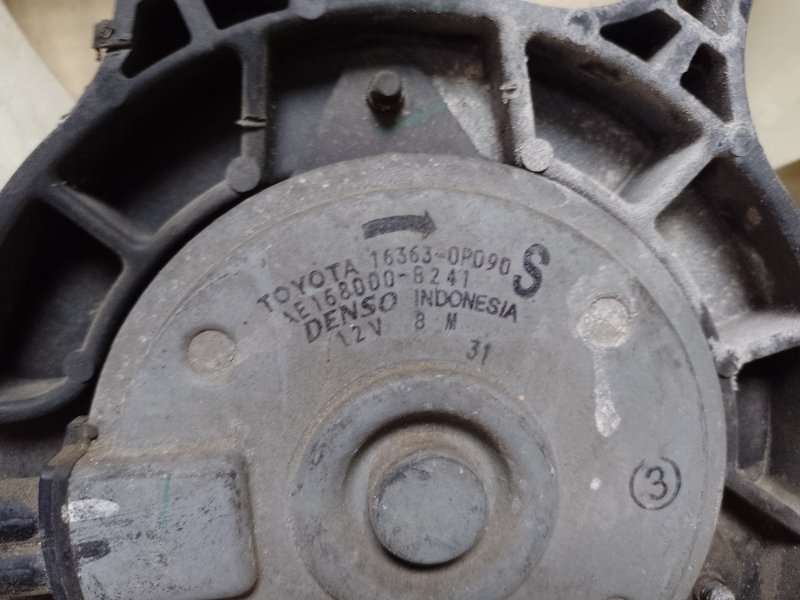 TOYOTA 16363-0P090 S
AE168000-8241
DENSO INDONESIA
12V 8 M
31
3